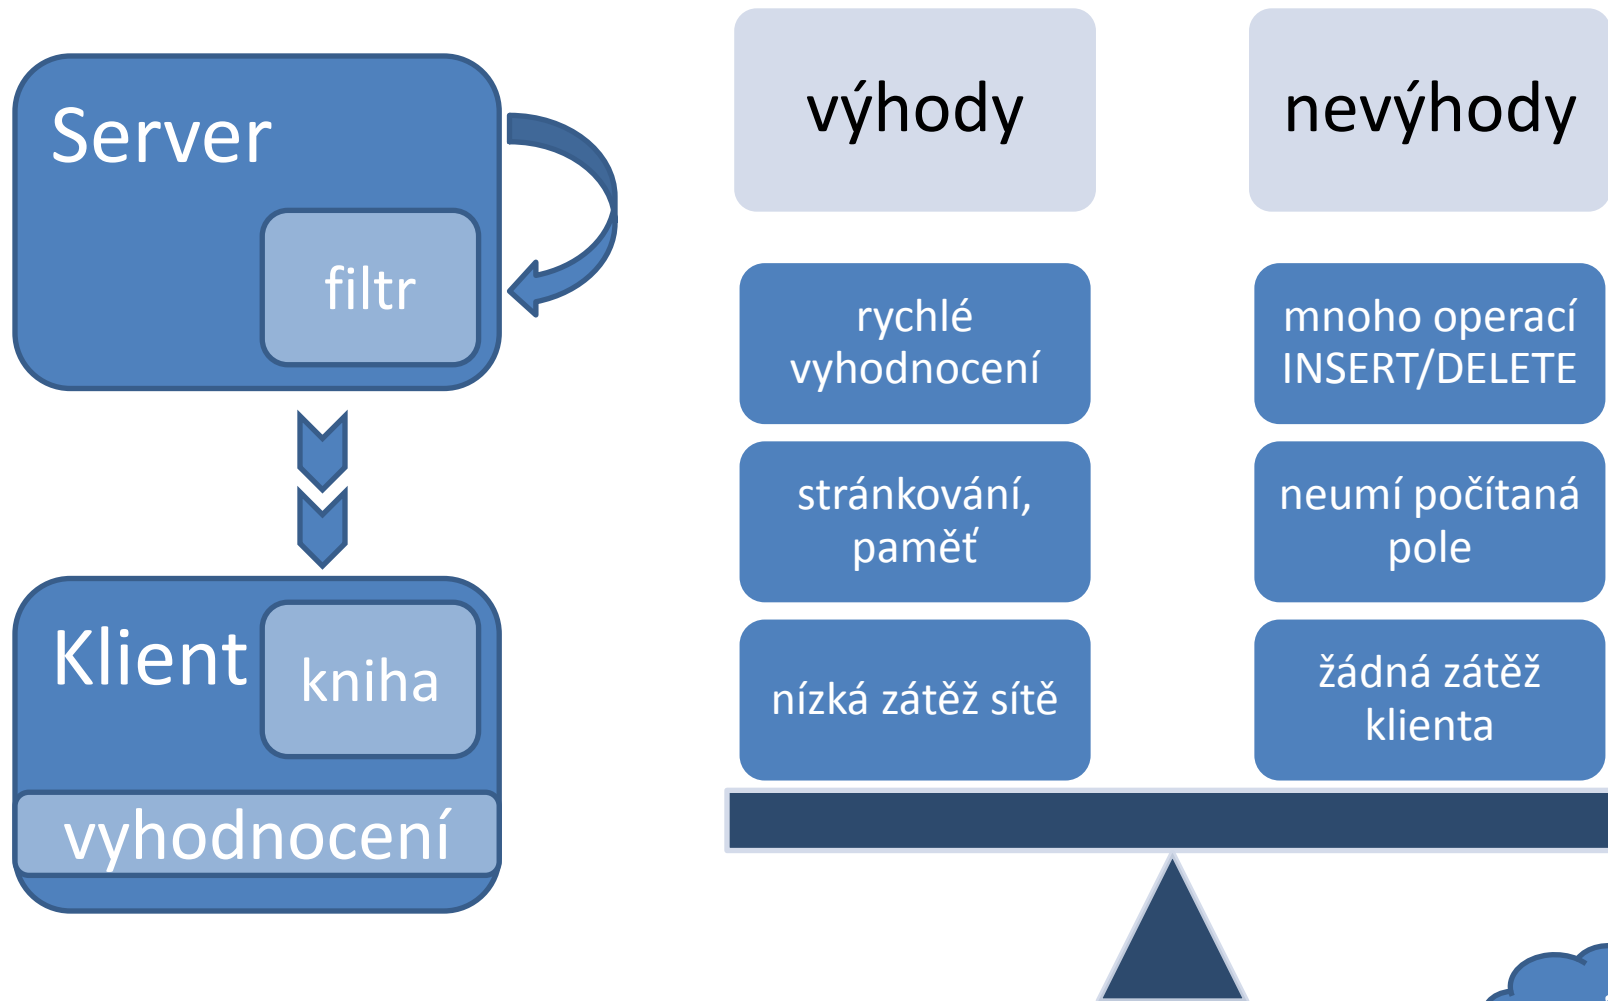 Server
filtr
Klient
kniha
vyhodnocení
výhody
rychlé
vyhodnocení
stránkování,
paměť
nízká zátěž sítě
nevýhody
mnoho operací
INSERT/DELETE
neumí počítaná
pole
žádná zátěž
klienta